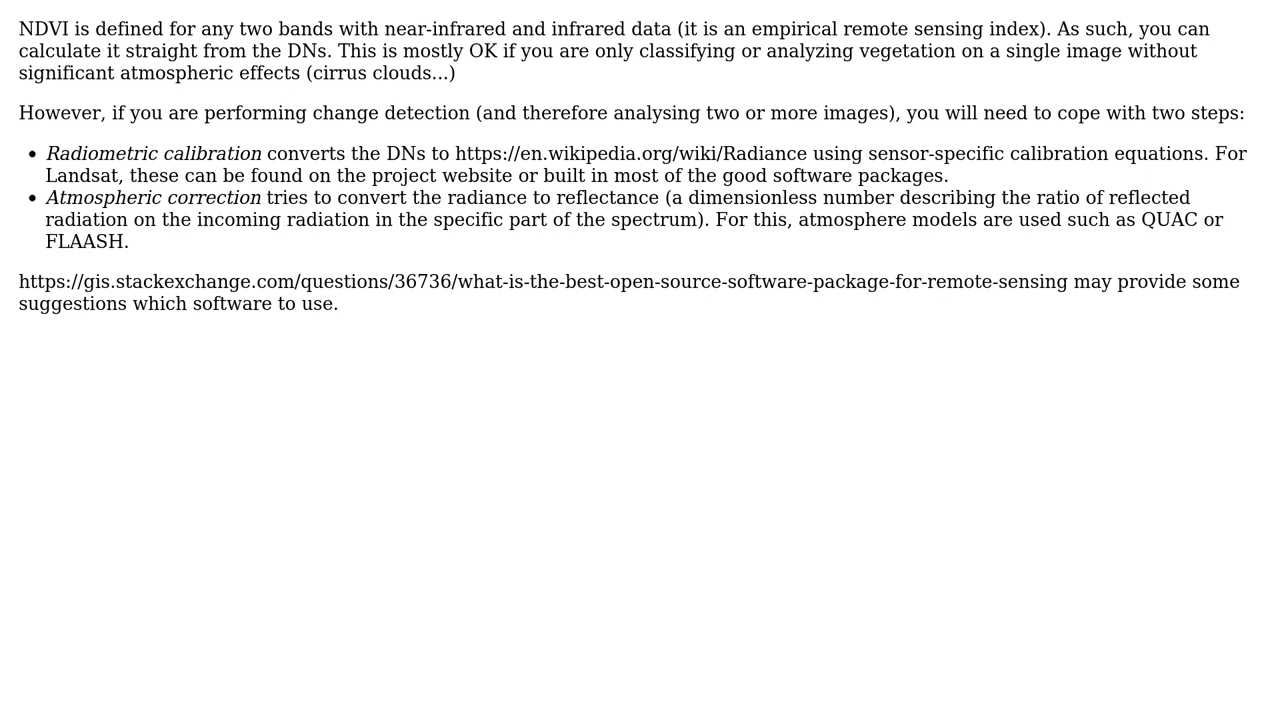 NDVI is defined for any two bands with near-infrared and infrared data (it is an empirical remote sensing index). As such, you can
calculate it straight from the DNs. This is mostly OK if you are only classifying or analyzing vegetation on a single image without
significant atmospheric effects (cirrus clouds...)
However, if you are performing change detection (and therefore analysing two or more images), you will need to cope with two steps:
• Radiometric calibration converts the DNs to https://en.wikipedia.org/wiki/Radiance using sensor-specific calibration equations. For
Landsat, these can be found on the project website or built in most of the good software packages.
• Atmospheric correction tries to convert the radiance to reflectance (a dimensionless number describing the ratio of reflected
radiation on the incoming radiation in the specific part of the spectrum). For this, atmosphere models are used such as QUAC or
FLAASH.
https://gis.stackexchange.com/questions/36736/what-is-the-best-open-source-software-package-for-remote-sensing may provide some
suggestions which software to use.